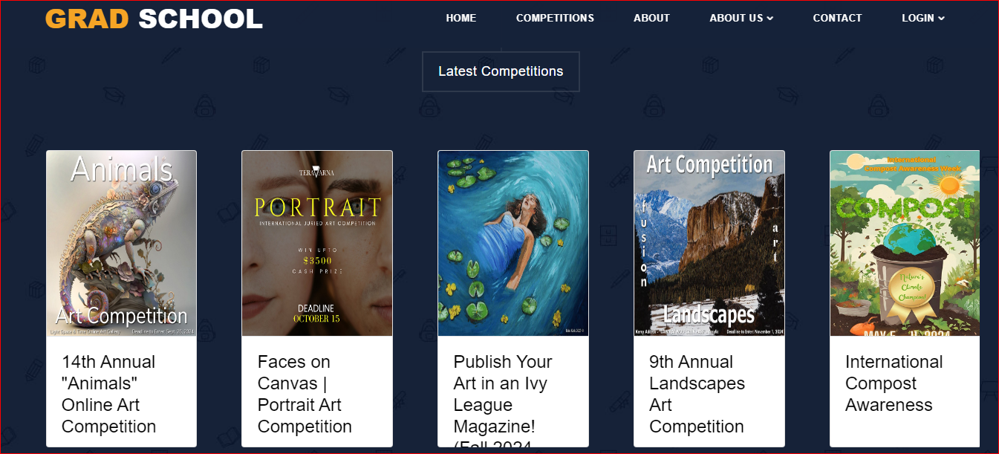 GRAD SCHOOL
HOME COMPETITIONS ABOUT ABOUT US CONTACT LOGIN
Latest Competitions
Animals
Art Competition
Light Space & Time Online Art Gallery Deadline to Enter: Sept. 26, 2024
14th Annual
"Animals"
Online Art
Competition
TERAVARNA
PORTRAIT
INTERNATIONAL JURIED ART COMPETITION
WIN UPTO
$3500
CASH PRIZE
DEADLINE
OCTOBER 15
Faces on
Canvas |
Portrait Art
Competition
Publish Your
Art in an Ivy
League
Magazine!
(Fall 2024
Art Competition
fusion
art
Landscapes
Deadline to Enter: November 1, 2024
9th Annual
Landscapes
Art
Competition
International
Compost Awareness Week
COMPOST
Nature's
Climate
Champion!
MAY 5 - 11, 2024
International
Compost
Awareness